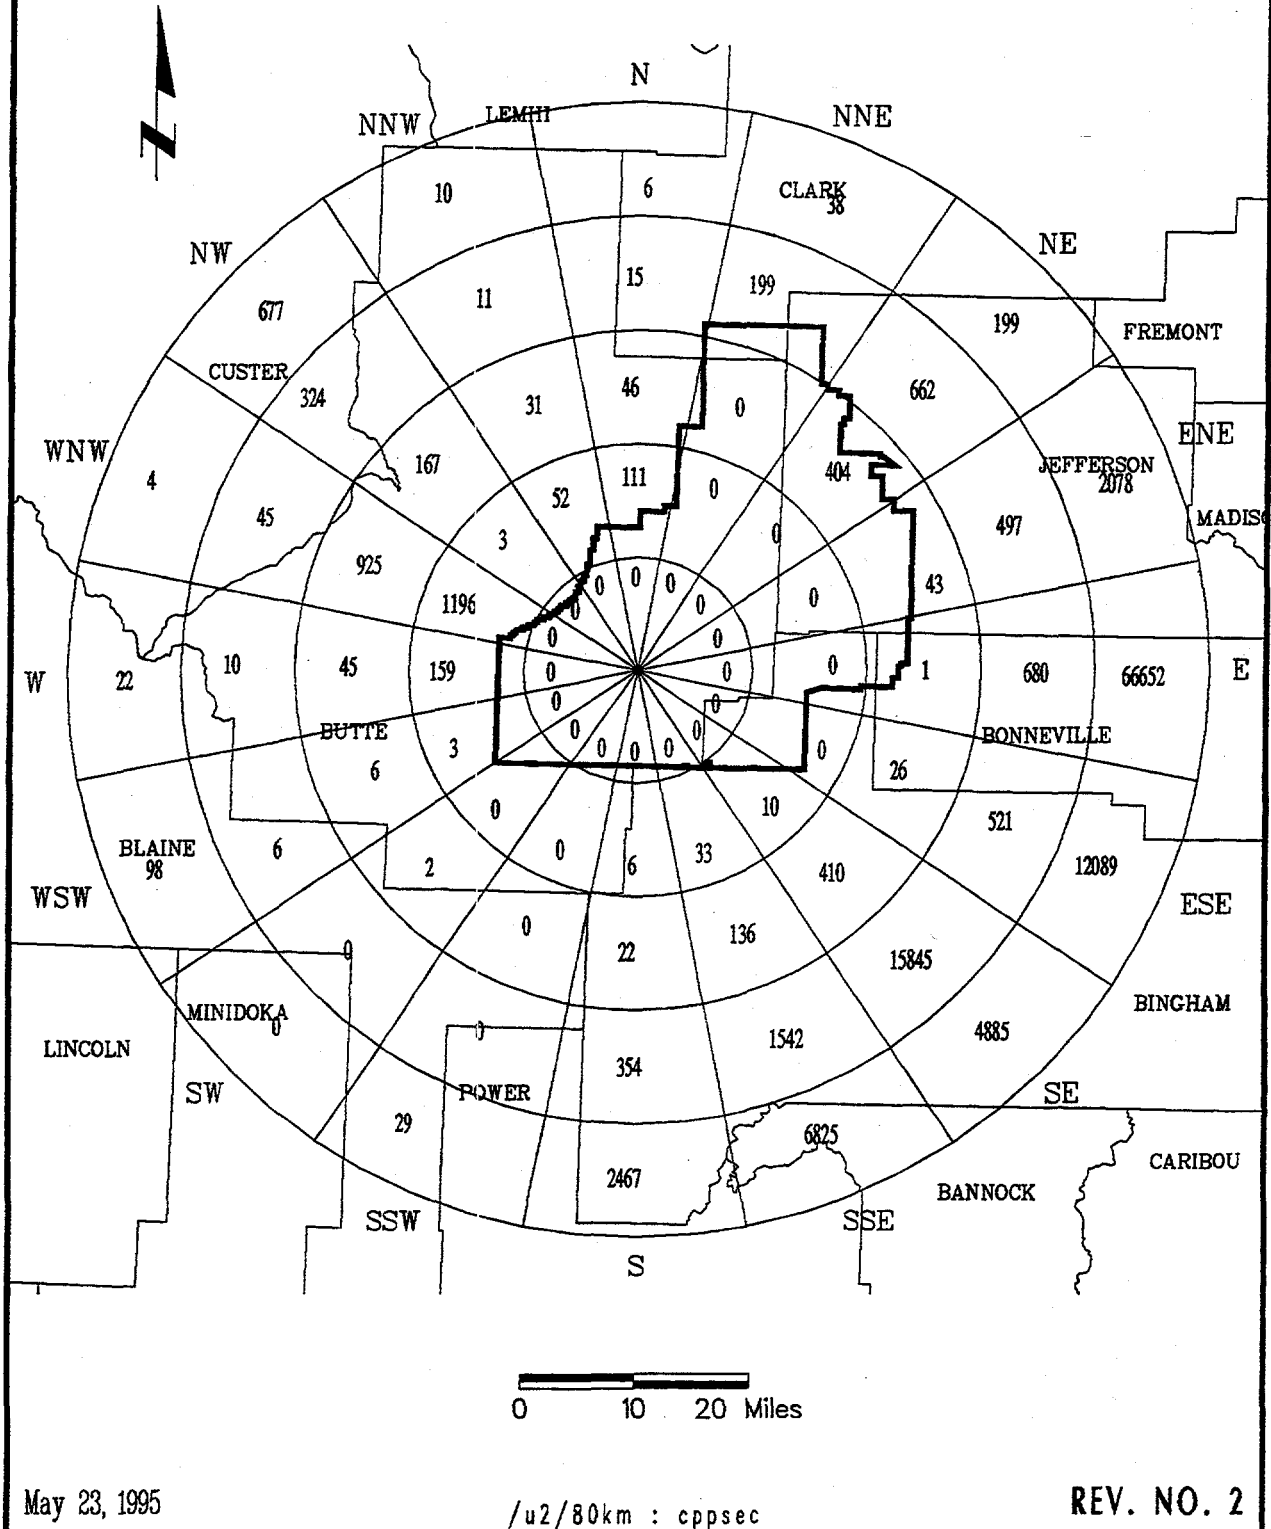 N
LEMHI
NNW
NNE
10
6
CLARK
38
NW
NE
677
11
15
199
199
FREMONT
CUSTER
324
31
46
0
662
WNW
ENE
4
167
52
111
0
404
JEFFERSON
2078
45
3
0
497
MADISO
925
1196
0
0
0
0
0
0
0
43
W
22
10
45
159
0
0
0
0
0
1
680
66652
E
BUTTE
6
3
0
0
0
0
0
0
0
0
26
BONNEVILLE
0
10
521
BLAINE
98
6
2
0
6
33
410
12089
WSW
ESE
0
0
22
136
15845
MINIDOKA
0
0
BINGHAM
LINCOLN
354
1542
4885
SW
POWER
SE
29
6825
CARIBOU
2467
BANNOCK
SSW
SSE
S
0 10 20 Miles
May 23, 1995
/u2/80km : cppsec
REV. NO. 2